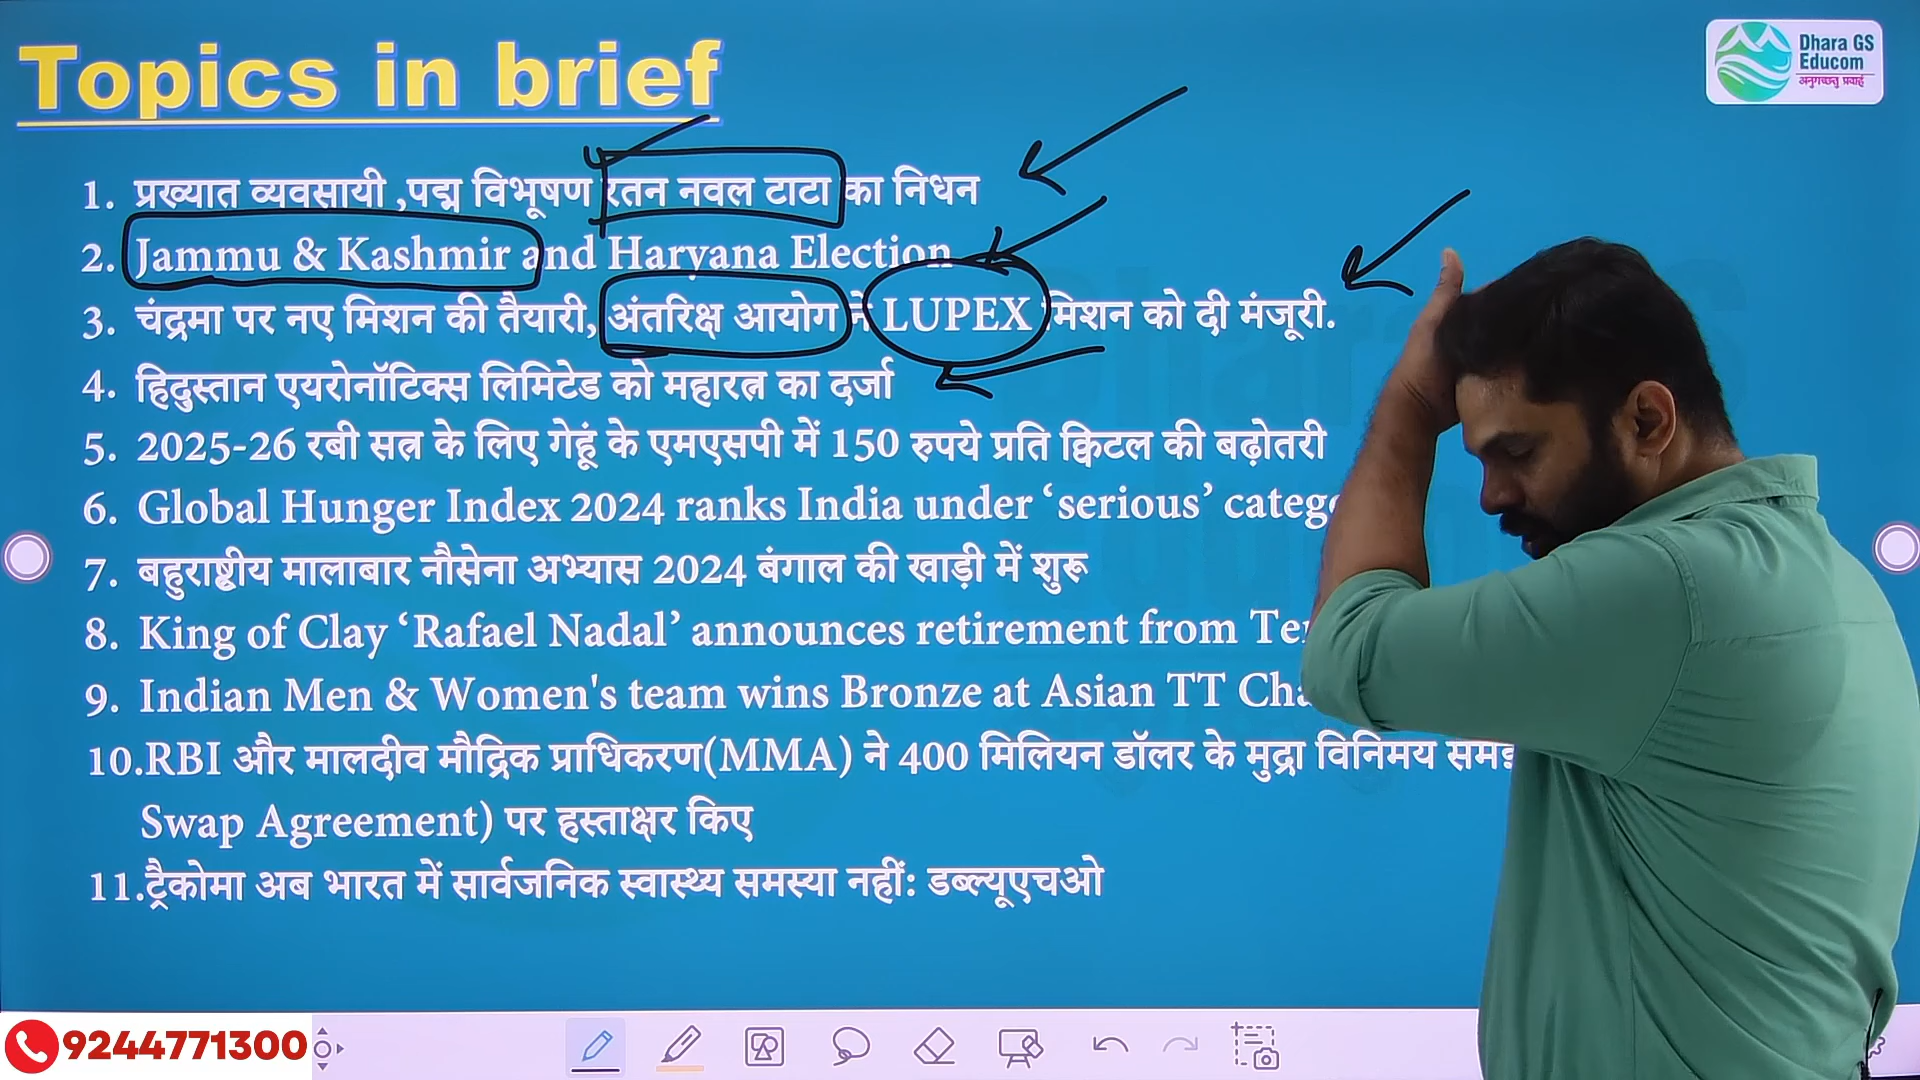 Topics in brief
Dhara GS
Educom
अनुगच्छतु प्रवाहं
1. प्रख्यात व्यवसायी ,पद्म विभूषण रतन नवल टाटा का निधन
2. Jammu & Kashmir and Haryana Election
3. चंद्रमा पर नए मिशन की तैयारी, अंतरिक्ष आयोग ने LUPEX मिशन को दी मंजूरी.
4. हिंदुस्तान एयरोनॉटिक्स लिमिटेड को महारत्न का दर्जा
5. 2025-26 रबी सत्र के लिए गेहूं के एमएसपी में 150 रुपये प्रति क्विंटल की बढ़ोतरी
6. Global Hunger Index 2024 ranks India under ‘serious’
7. बहुराष्ट्रीय मालाबार नौसेना अभ्यास 2024 बंगाल की खाड़ी में शुरू
8. King of Clay ‘Rafael Nadal’ announces retirement from
9. Indian Men & Women's team wins Bronze at Asian TT
10.RBI और मालदीव मौद्रिक प्राधिकरण(MMA) ने 400 मिलियन डॉलर के मुद्रा विनिमय
Swap Agreement) पर हस्ताक्षर किए
11.ट्रैकोमा अब भारत में सार्वजनिक स्वास्थ्य समस्या नहीं: डब्ल्यूएचओ
9244771300